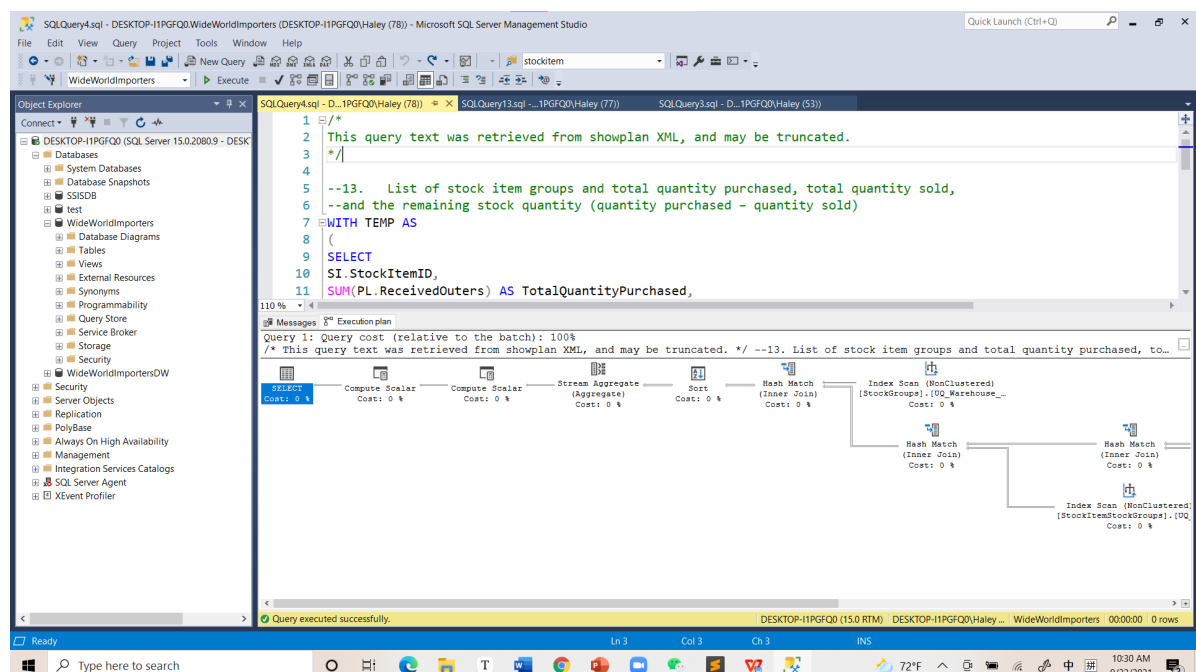 SQLQuery4.sql - DESKTOP-I1PGFQ0.WideWorldImporters (DESKTOP-I1PGFQ0\Haley (78)) - Microsoft SQL Server Management Studio
Quick Launch (Ctrl+Q)
File Edit View Query Project Tools Window Help
New Query
stockitem
WideWorldImporters
Execute
Object Explorer
SQLQuery4.sql - D...1PGFQ0\Haley (78))
SQLQuery13.sql -...1PGFQ0\Haley (77))
SQLQuery3.sql - D...1PGFQ0\Haley (53))
Connect
DESKTOP-I1PGFQ0 (SQL Server 15.0.2080.9 - DESK
Databases
System Databases
Database Snapshots
SSISDB
test
WideWorldImporters
Database Diagrams
Tables
Views
External Resources
Synonyms
Programmability
Query Store
Service Broker
Storage
Security
WideWorldImportersDW
Security
Server Objects
Replication
PolyBase
Always On High Availability
Management
Integration Services Catalogs
SQL Server Agent
XEvent Profiler
1 /*
2 This query text was retrieved from showplan XML, and may be truncated.
3 */
4
5 --13. List of stock item groups and total quantity purchased, total quantity sold,
6 --and the remaining stock quantity (quantity purchased – quantity sold)
7 WITH TEMP AS
8 (
9 SELECT
10 SI.StockItemID,
11 SUM(PL.ReceivedOuters) AS TotalQuantityPurchased,
110 %
Messages Execution plan
Query 1: Query cost (relative to the batch): 100%
/* This query text was retrieved from showplan XML, and may be truncated. */ --13. List of stock item groups and total quantity purchased, to...
SELECT
Cost: 0 %
Compute Scalar
Cost: 0 %
Compute Scalar
Cost: 0 %
Stream Aggregate
(Aggregate)
Cost: 0 %
Sort
Cost: 0 %
Hash Match
(Inner Join)
Cost: 0 %
Index Scan (NonClustered)
[StockGroups].[UQ_Warehouse_…
Cost: 0 %
Hash Match
(Inner Join)
Cost: 0 %
Hash Match
(Inner Join)
Cost: 0 %
Index Scan (NonClustered)
[StockItemStockGroups].[UQ_
Cost: 0 %
Query executed successfully.
DESKTOP-I1PGFQ0 (15.0 RTM) DESKTOP-I1PGFQ0\Haley ... WideWorldImporters 00:00:00 0 rows
Ready
Ln 3 Col 3 Ch 3 INS
Type here to search
72°F
中
10:30 AM